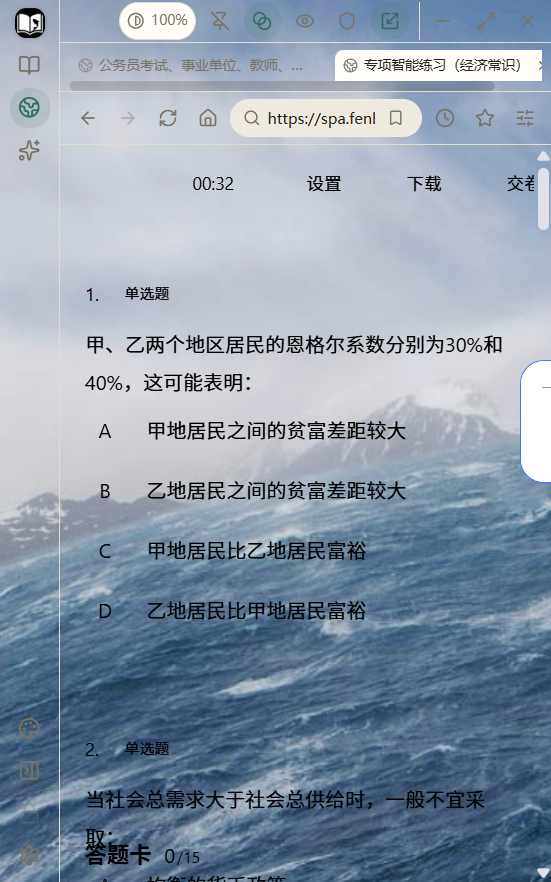 100%
公务员考试、事业单位、教师、...
专项智能练习（经济常识）
https://spa.fenl
00:32
设置
下载
交卷
1. 单选题
甲、乙两个地区居民的恩格尔系数分别为30%和
40%，这可能表明：
A 甲地居民之间的贫富差距较大
B 乙地居民之间的贫富差距较大
C 甲地居民比乙地居民富裕
D 乙地居民比甲地居民富裕
2. 单选题
当社会总需求大于社会总供给时，一般不宜采
取：
答题卡 0/15
A 均衡的货币政策